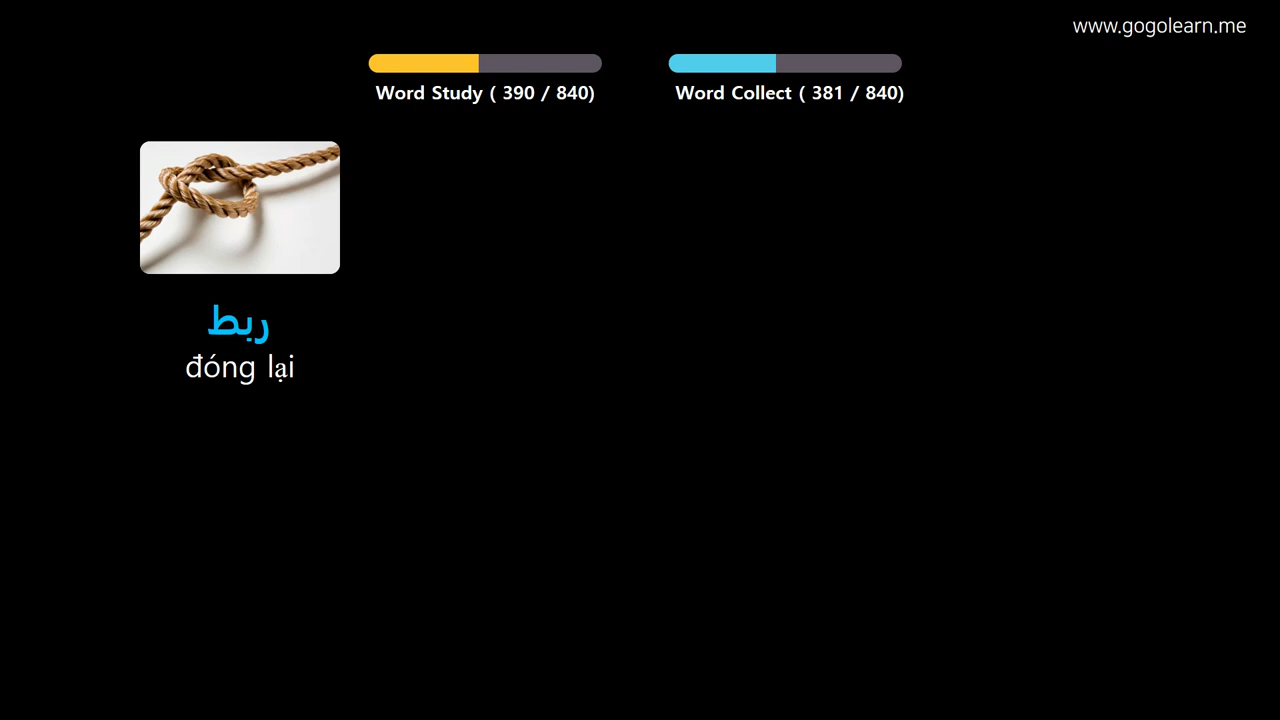 www.gogolearn.me
Word Study ( 390 / 840)
Word Collect ( 381 / 840)
ربط
đóng lại